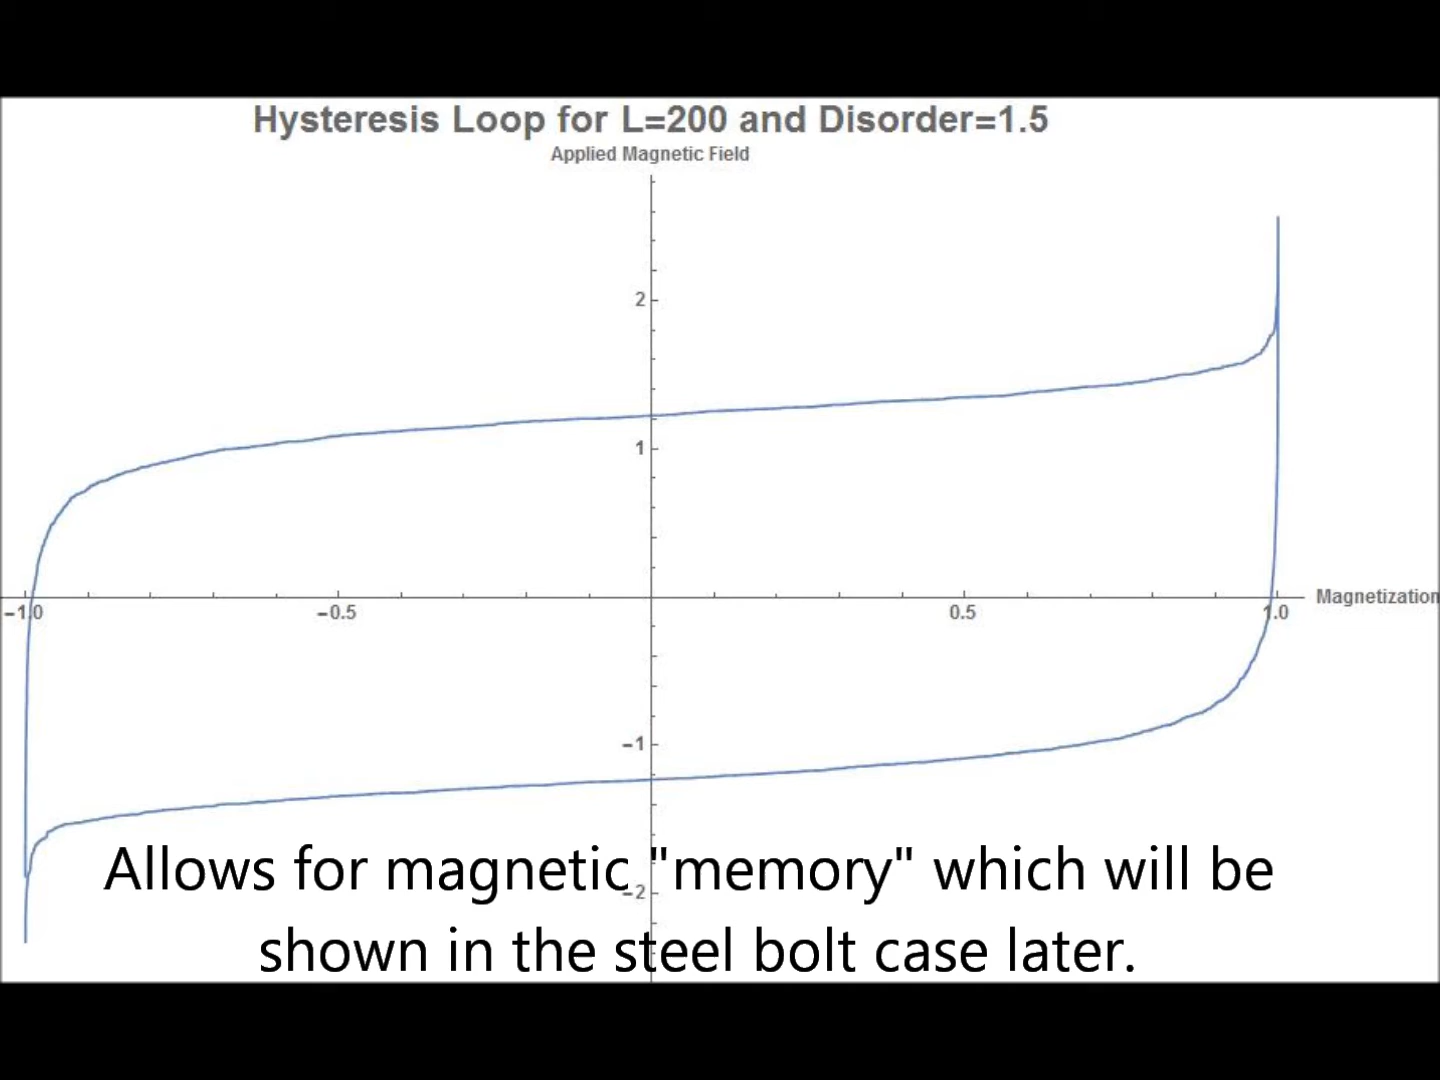 Hysteresis Loop for L=200 and Disorder=1.5
Applied Magnetic Field
2
1
-1.0
-0.5
0.5
1.0
Magnetization
-1
Allows for magnetic "memory" which will be
-2
shown in the steel bolt case later.